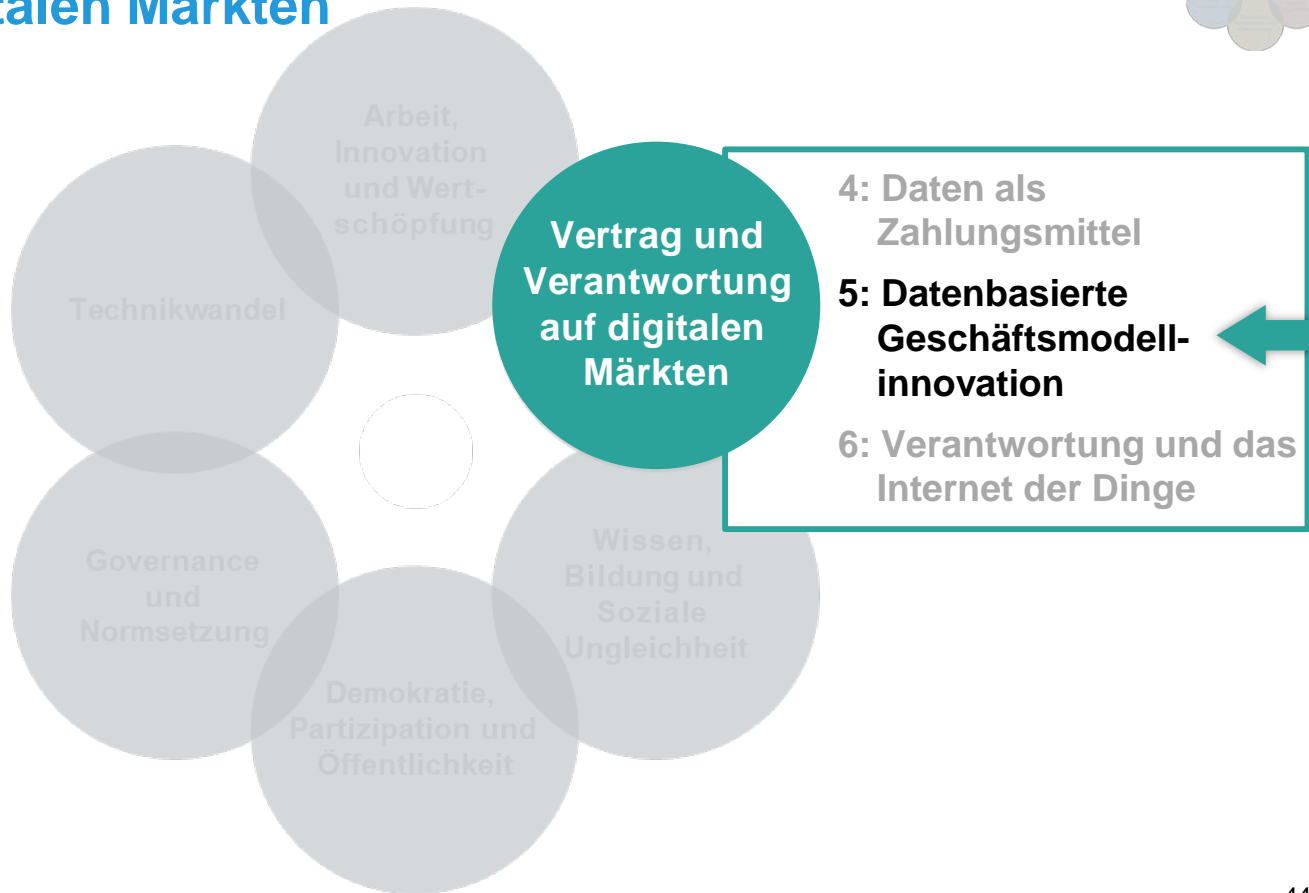 talen Märkten
Arbeit,
Innovation
und Wert-
schöpfung
Technikwandel
Vertrag und
Verantwortung
auf digitalen
Märkten
4: Daten als
Zahlungsmittel
5: Datenbasierte
Geschäftsmodell-
innovation
6: Verantwortung und das
Internet der Dinge
Governance
und
Normsetzung
Wissen,
Bildung und
Soziale
Ungleichheit
Demokratie,
Partizipation und
Öffentlichkeit